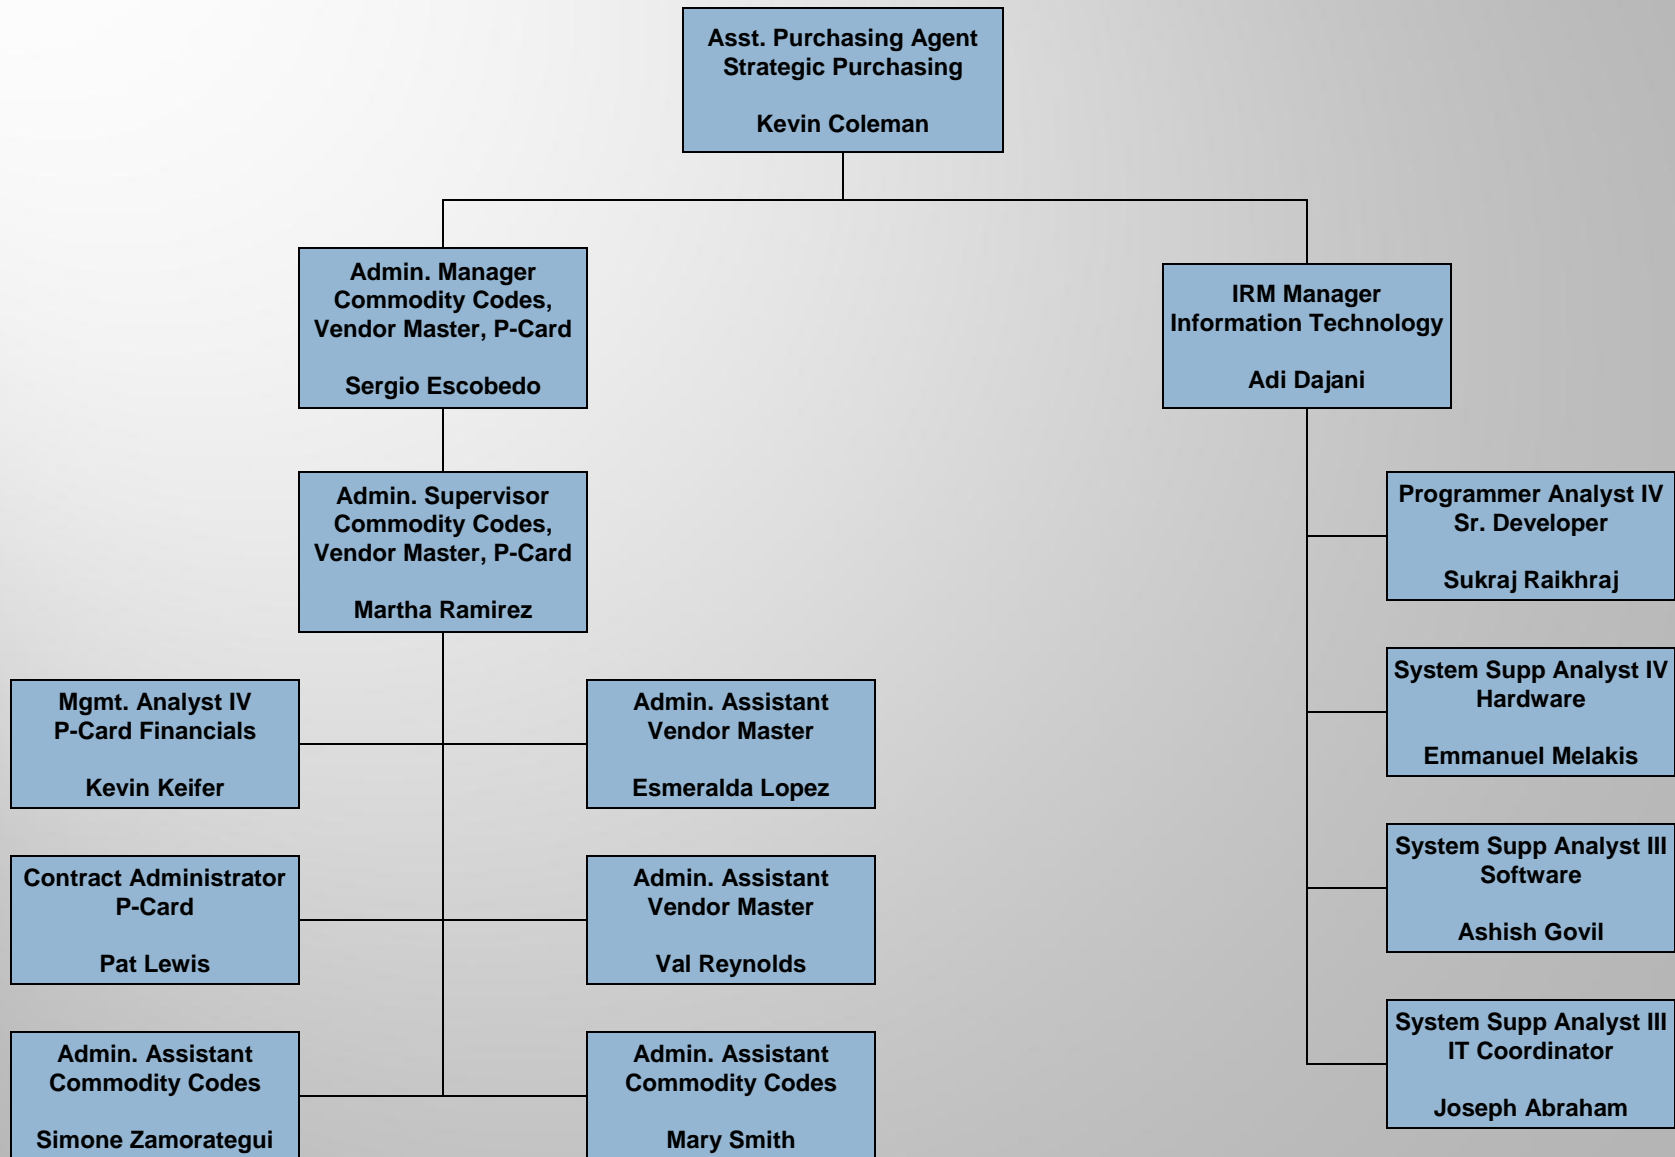 Asst. Purchasing Agent
Strategic Purchasing
Kevin Coleman
Admin. Manager
Commodity Codes,
Vendor Master, P-Card
Sergio Escobedo
IRM Manager
Information Technology
Adi Dajani
Admin. Supervisor
Commodity Codes,
Vendor Master, P-Card
Martha Ramirez
Mgmt. Analyst IV
P-Card Financials
Kevin Keifer
Admin. Assistant
Vendor Master
Esmeralda Lopez
Contract Administrator
P-Card
Pat Lewis
Admin. Assistant
Vendor Master
Val Reynolds
Admin. Assistant
Commodity Codes
Simone Zamorategui
Admin. Assistant
Commodity Codes
Mary Smith
Programmer Analyst IV
Sr. Developer
Sukraj Raikhraj
System Supp Analyst IV
Hardware
Emmanuel Melakis
System Supp Analyst III
Software
Ashish Govil
System Supp Analyst III
IT Coordinator
Joseph Abraham